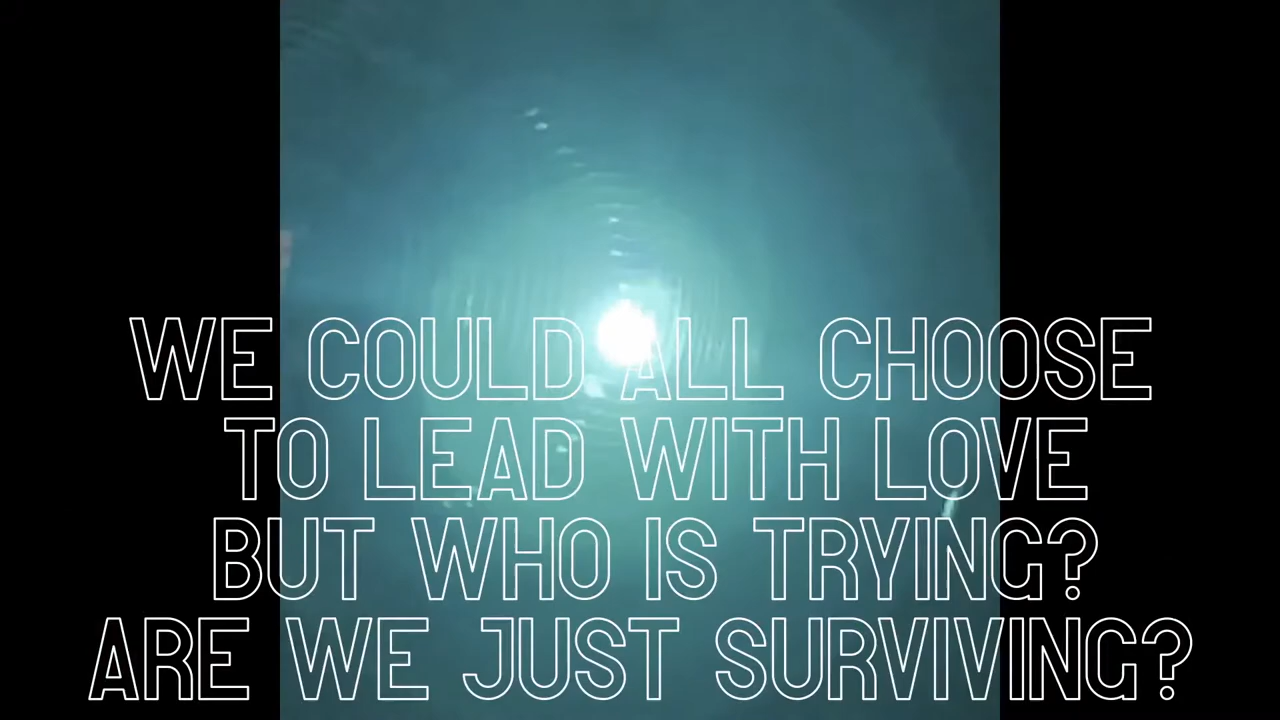 WE COULD ALL CHOOSE
TO LEAD WITH LOVE
BUT WHO IS TRYING?
ARE WE JUST SURVIVING?